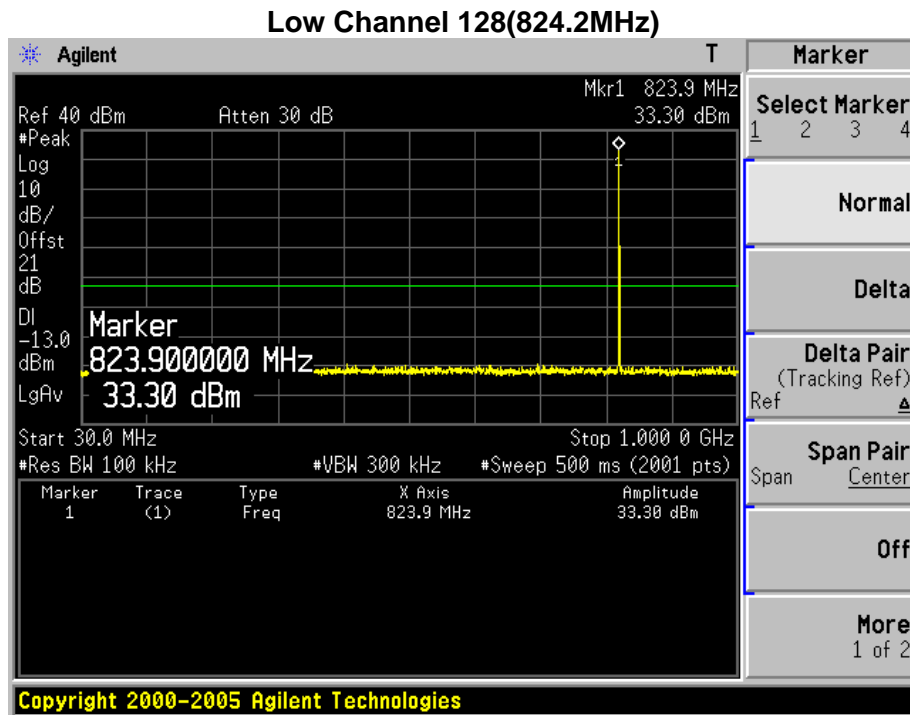 Low Channel 128(824.2MHz)
Agilent T Marker
Mkr1 823.9 MHz
Ref 40 dBm Atten 30 dB 33.30 dBm
#Peak
Log
10
dB/
Offst
21
dB
DI
-13.0
dBm
LgAv
1
Marker
823.900000 MHz
33.30 dBm
Start 30.0 MHz Stop 1.000 0 GHz
#Res BW 100 kHz #VBW 300 kHz #Sweep 500 ms (2001 pts)
Marker Trace Type X Axis Amplitude
1 (1) Freq 823.9 MHz 33.30 dBm
Select Marker
1 2 3 4
Normal
Delta
Delta Pair
(Tracking Ref)
Ref Δ
Span Pair
Span Center
Off
More
1 of 2
Copyright 2000-2005 Agilent Technologies